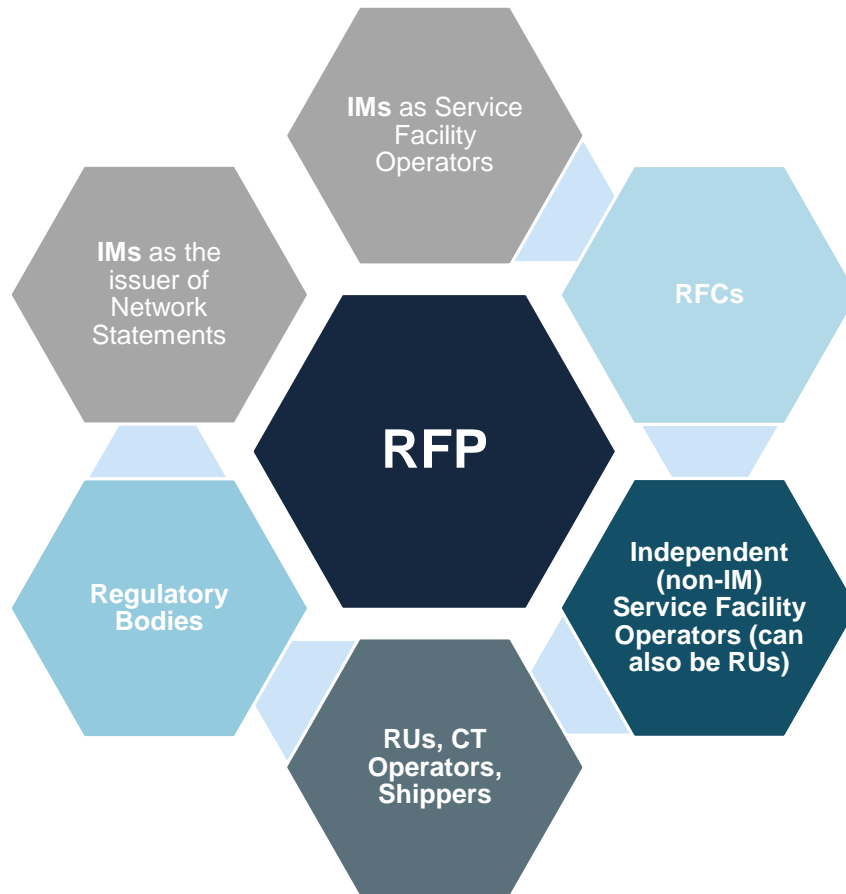 IMs as Service
Facility
Operators
IMs as the
issuer of
Network
Statements
RFCs
RFP
Regulatory
Bodies
Independent
(non-IM)
Service Facility
Operators (can
also be RUs)
RUs, CT
Operators,
Shippers